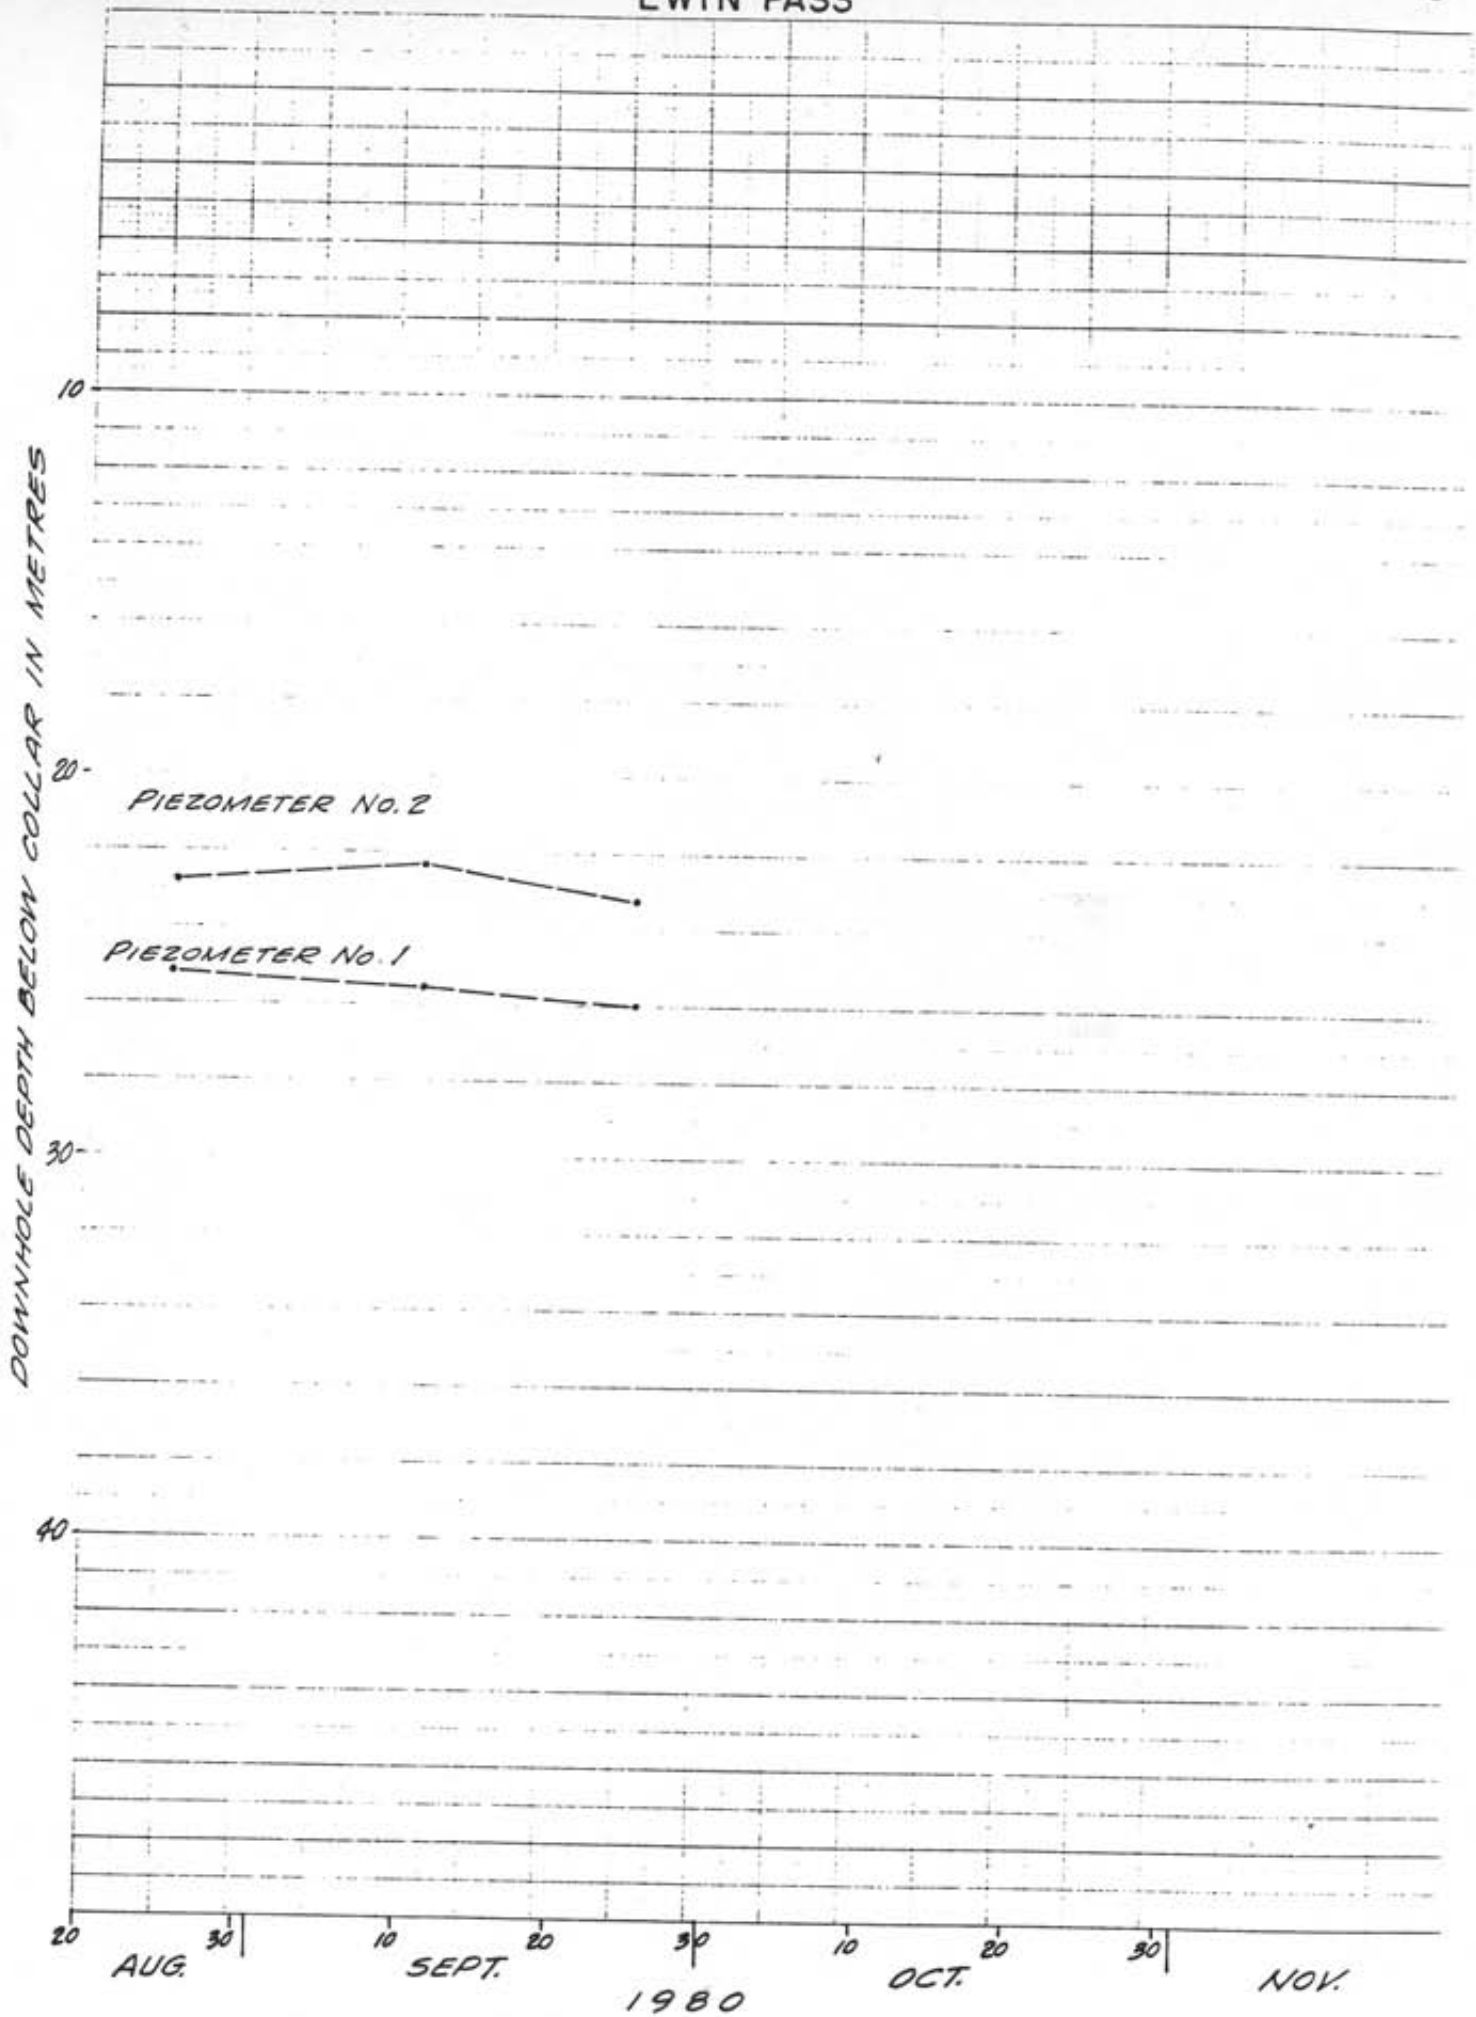 EWIN PASS
10
20
PIEZOMETER NO. 2
PIEZOMETER NO. 1
30
40
DOWNHOLE DEPTH BELOW COLLAR IN METRES
20 30 10 20 30 10 20 30
AUG. SEPT. OCT. NOV.
1980